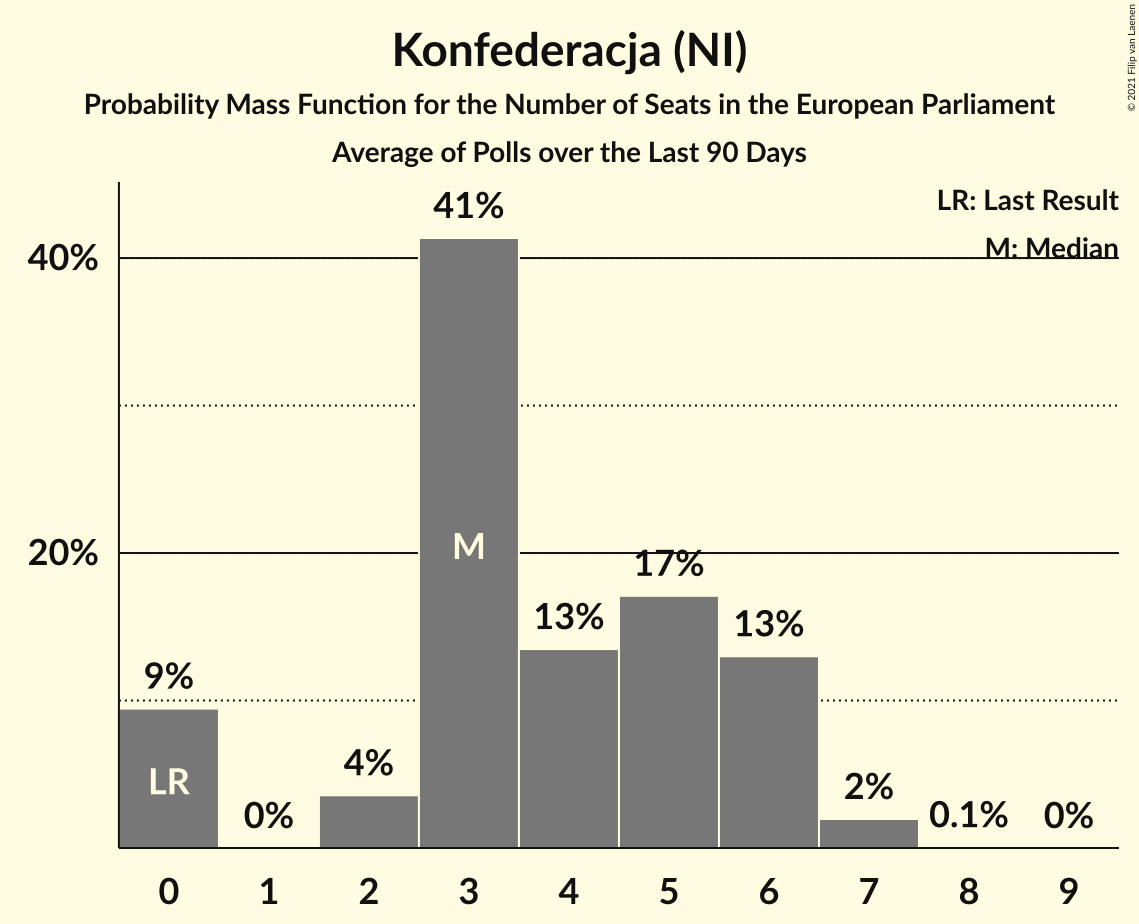 Konfederacja (NI)
Probability Mass Function for the Number of Seats in the European Parliament
Average of Polls over the Last 90 Days
© 2021 Filip van Laenen
LR: Last Result
M: Median
40%
20%
41%
M
17%
13%
13%
9%
LR
4%
2%
0%
0.1%
0%
0 1 2 3 4 5 6 7 8 9